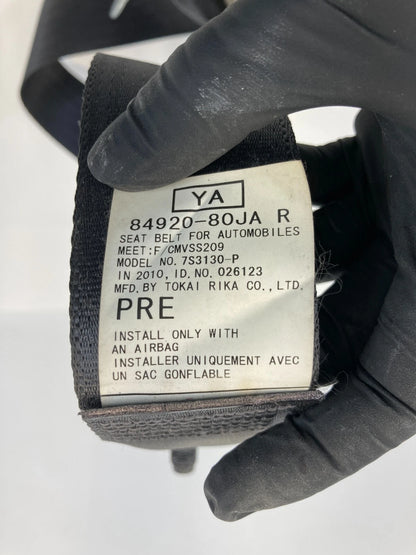 YA
84920-80JA R
SEAT BELT FOR AUTOMOBILES
MEET:F/CMVSS209
MODEL NO. 7S3130-P
IN 2010, ID.NO. 026123
MFD. BY TOKAI RIKA CO., LTD.
PRE
INSTALL ONLY WITH
AN AIRBAG
INSTALLER UNIQUEMENT AVEC
UN SAC GONFLABLE